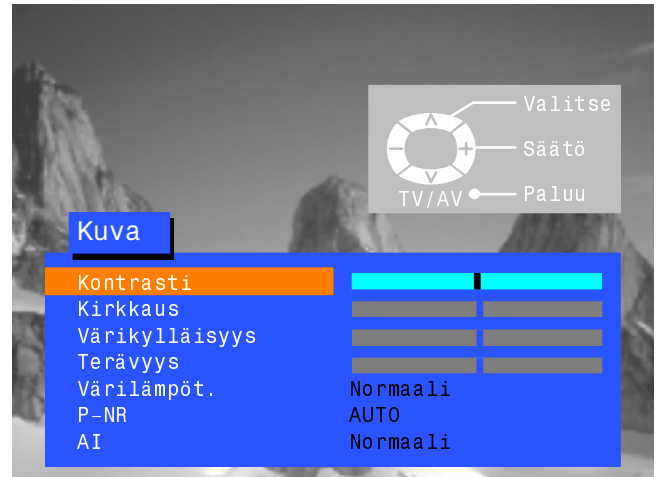 Valitse
Säätö
TV/AV Paluu
Kuva
Kontrasti
Kirkkaus
Värikylläisyys
Terävyys
Värilämpöt. Normaali
P-NR AUTO
AI Normaali